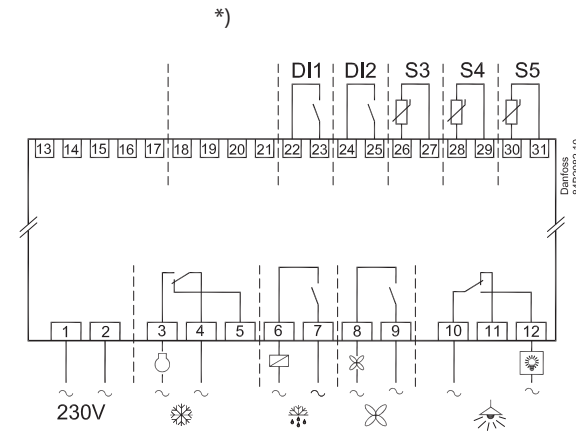 *)
DI1 DI2 S3 S4 S5
13 14 15 16 17 18 19 20 21 22 23 24 25 26 27 28 29 30 31
Danfoss
84B2082.10
1 2 3 4 5 6 7 8 9 10 11 12
230V